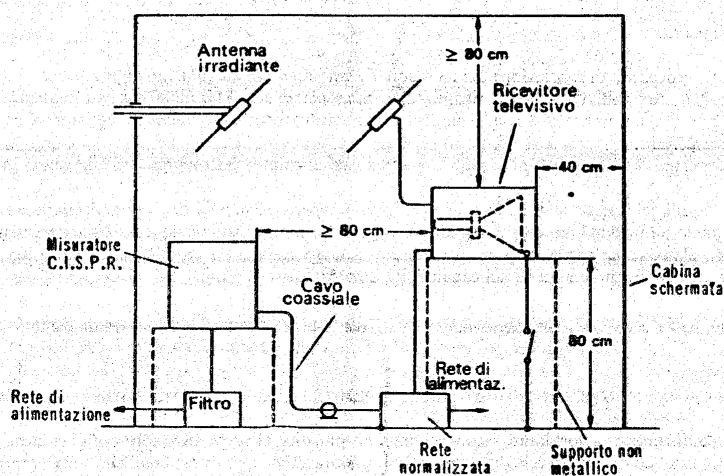 Antenna
irradiante
≥ 80 cm
Ricevitore
televisivo
40 cm
≥ 80 cm
Misuratore
C.I.S.P.R.
Cavo
coassiale
Cabina
schermata
80 cm
Rete di
alimentaz.
Rete di
alimentazione
Filtro
Rete
normalizzata
Supporto non
metallico